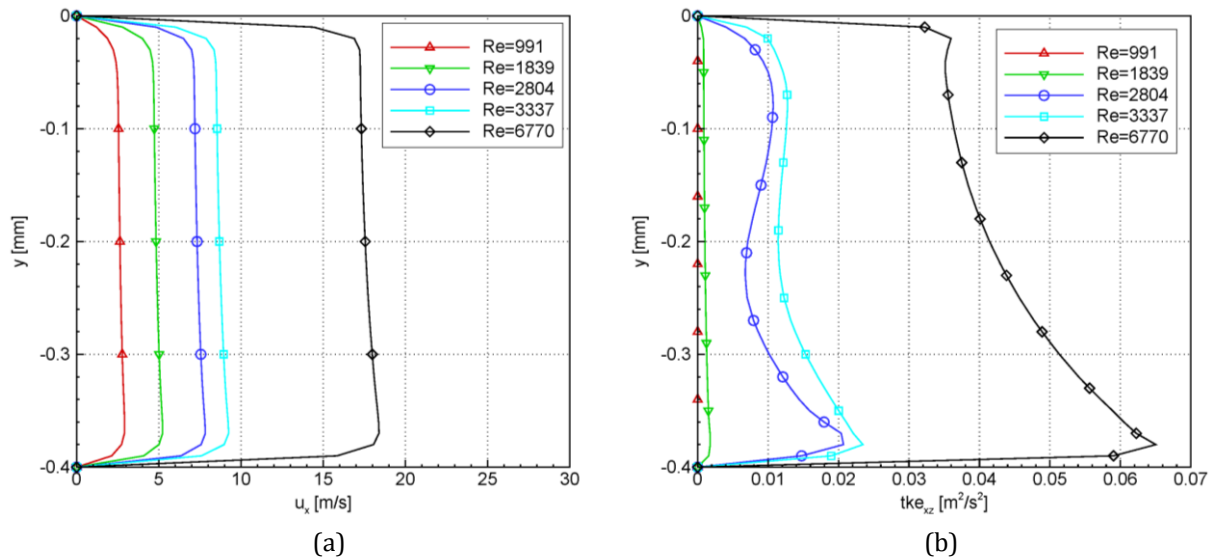 Re=991
Re=1839
Re=2804
Re=3337
Re=6770
0
-0.1
-0.2
-0.3
-0.4
y [mm]
0 5 10 15 20 25 30
u_x [m/s]
(a)
Re=991
Re=1839
Re=2804
Re=3337
Re=6770
0
-0.1
-0.2
-0.3
-0.4
y [mm]
0 0.01 0.02 0.03 0.04 0.05 0.06 0.07
tke_xz [m²/s²]
(b)